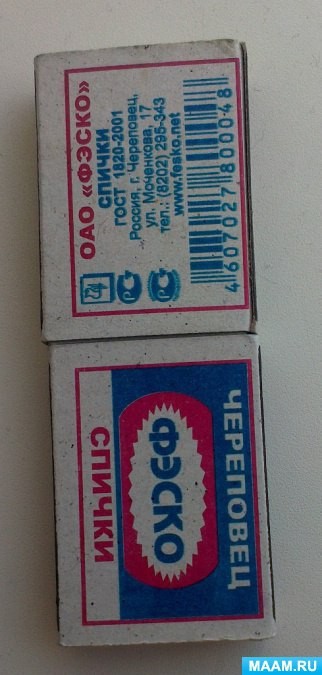 ОАО «ФЭСКО»
СПИЧКИ
ГОСТ 1820-2001
Россия, г. Череповец,
ул. Моченкова, 17
тел.: (8202) 295-343
www.fesko.net
4607027800048
ЧЕРЕПОВЕЦ
ФЭСКО
СПИЧКИ
MAAM.RU